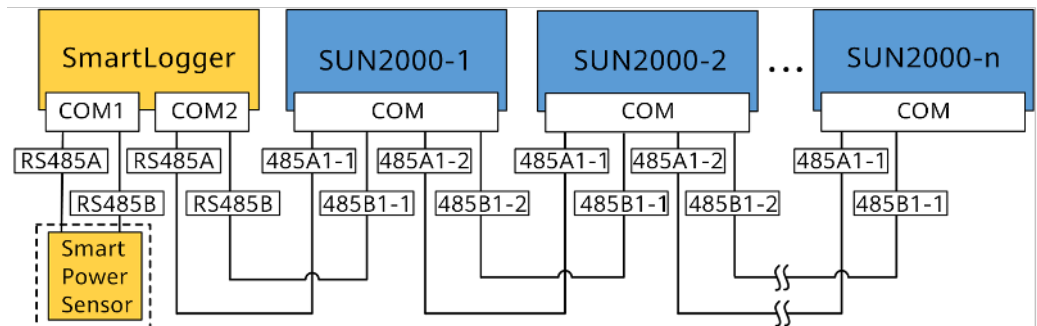 SmartLogger
SUN2000-1
SUN2000-2
...
SUN2000-n
COM1
COM2
COM
COM
COM
RS485A
RS485A
485A1-1
485A1-2
485A1-1
485A1-2
485A1-1
RS485B
RS485B
485B1-1
485B1-2
485B1-1
485B1-2
485B1-1
Smart
Power
Sensor